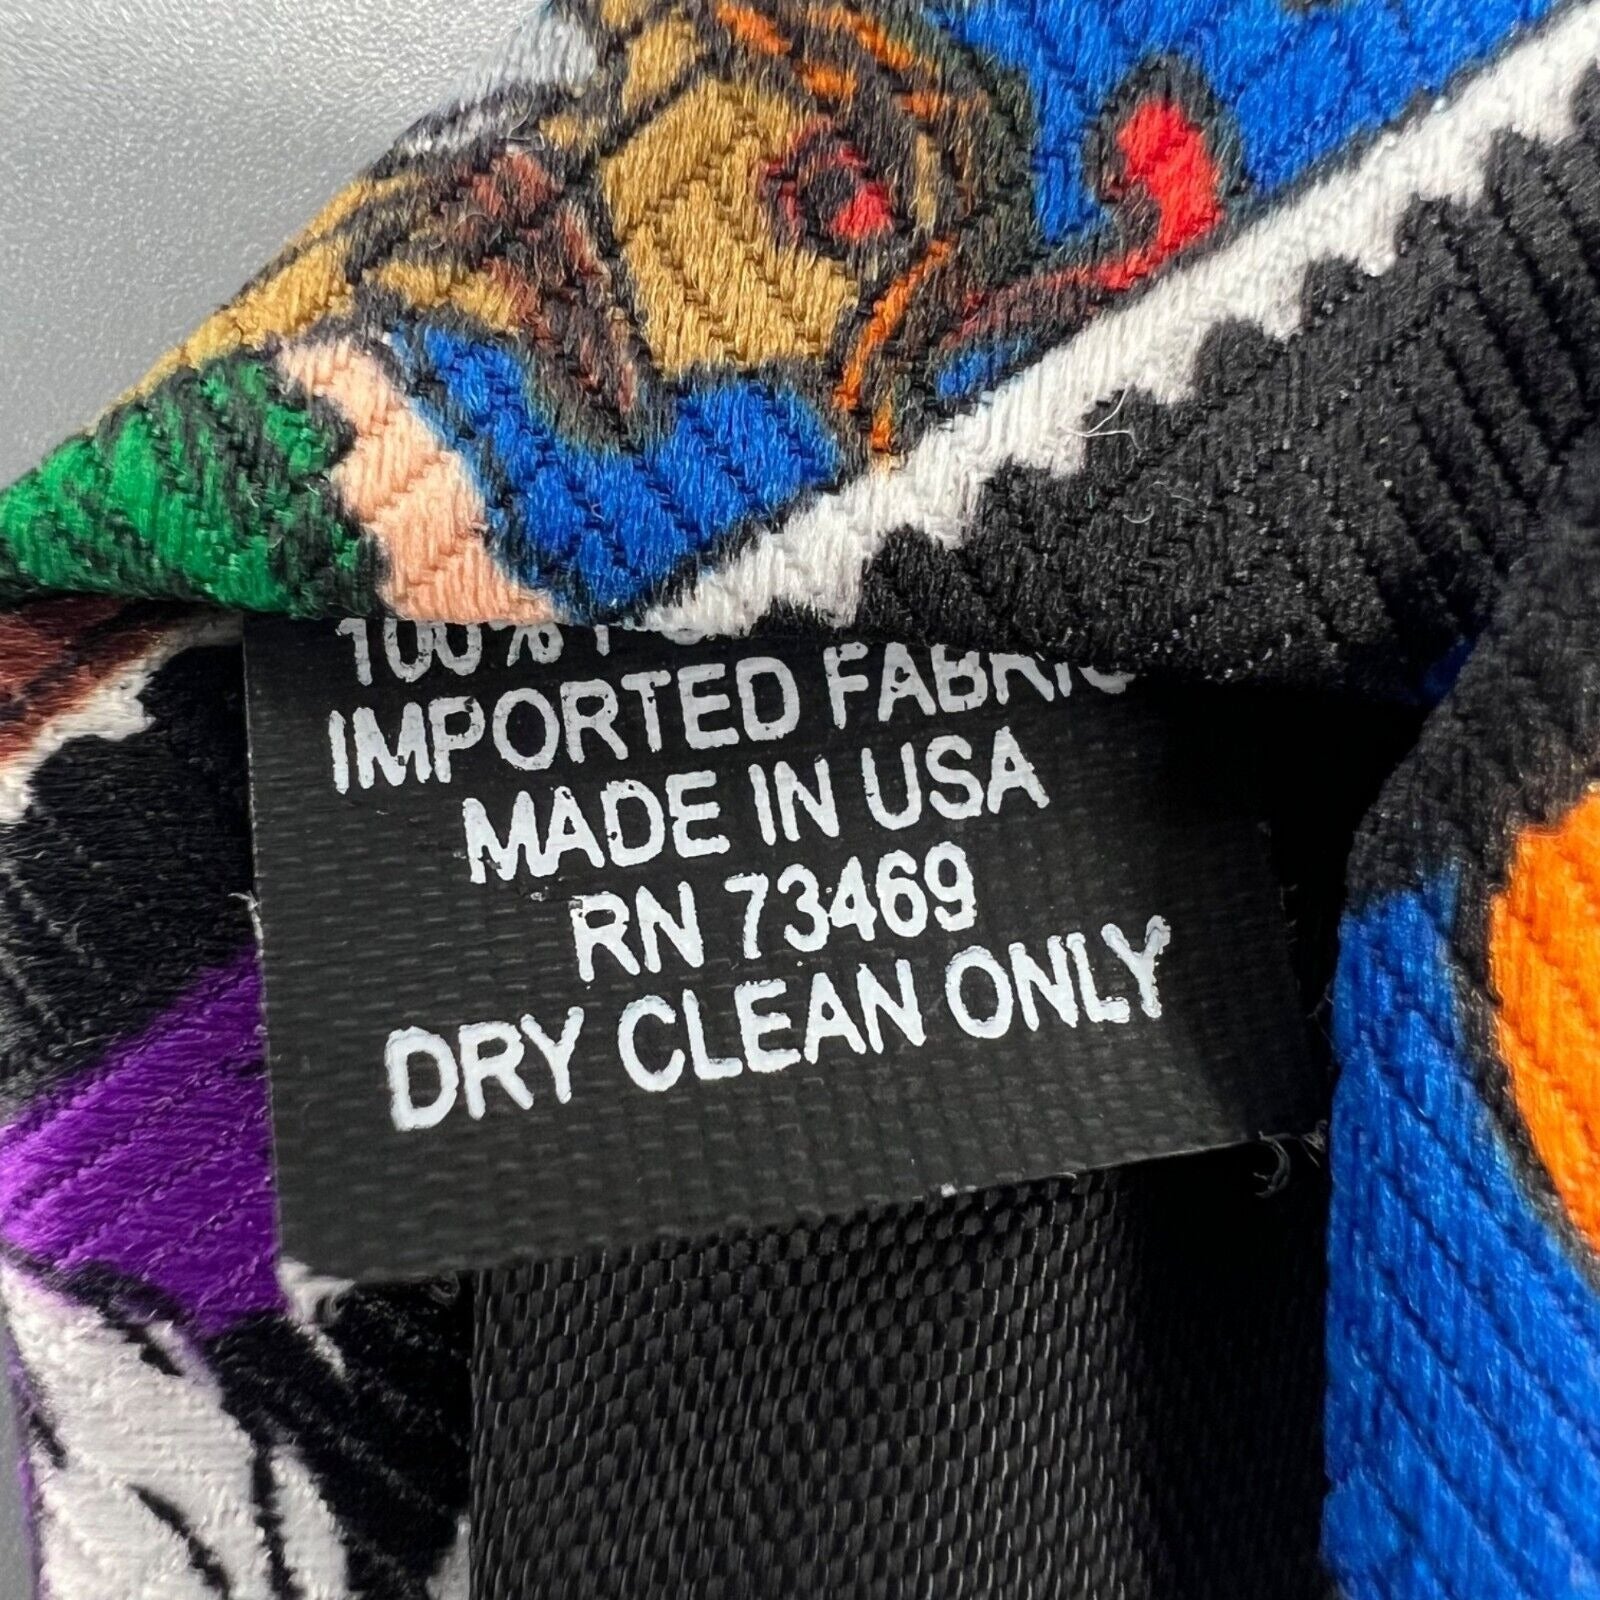 100%
IMPORTED FABRIC
MADE IN USA
RN 73469
DRY CLEAN ONLY